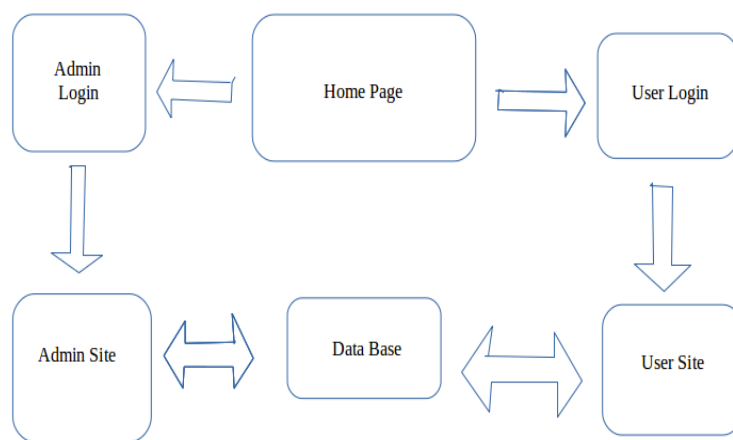 Admin
Login
Home Page
User Login
Admin Site
Data Base
User Site